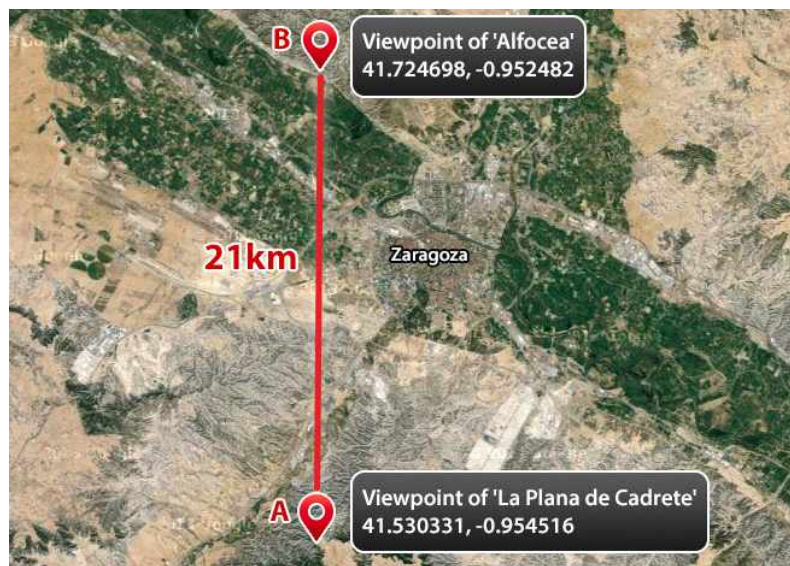 B
Viewpoint of 'Alfocea'
41.724698, -0.952482
21km
Zaragoza
A
Viewpoint of 'La Plana de Cadrete'
41.530331, -0.954516